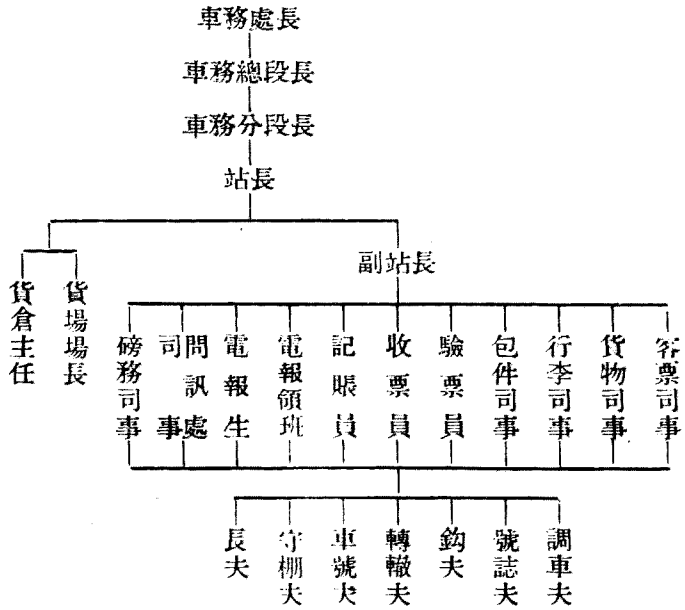 車務處長
車務總段長
車務分段長
站長
副站長
貨場場長
貨倉主任
客票司事
貨物司事
行李司事
包件司事
驗票員
收票員
記賬員
電報領班
電報生
問訊處
司事
磅務司事
調車夫
號誌夫
鈎夫
轉轍夫
車號夫
守棚夫
長夫